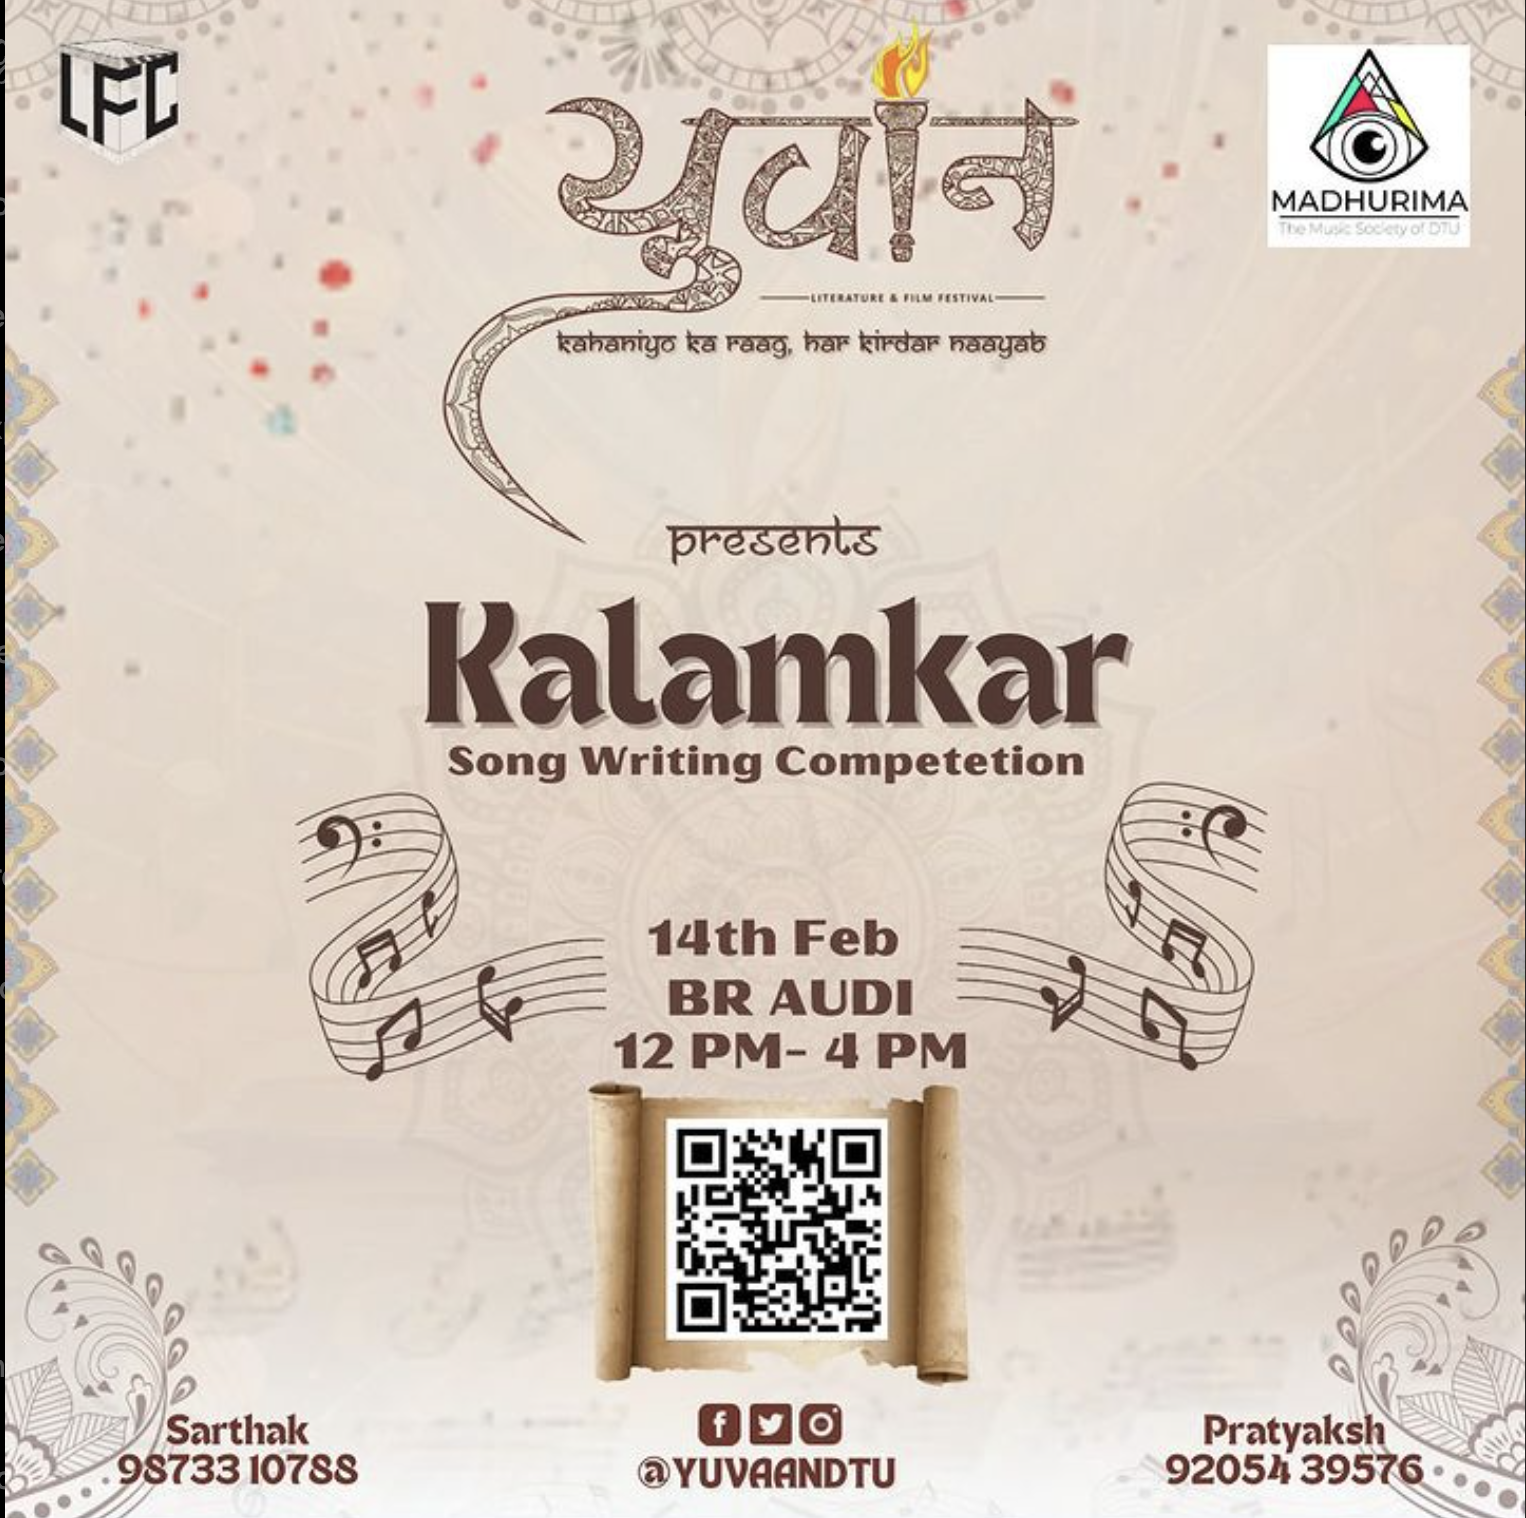 LFC
युवान
MADHURIMA
The Music Society of DTU
LITERATURE & FILM FESTIVAL
kahaniyo ka raag, har kirdar naayab
presents
Kalamkar
Song Writing Competetion
14th Feb
BR AUDI
12 PM- 4 PM
Sarthak
98733 10788
@YUVAANDTU
Pratyaksh
92054 39576